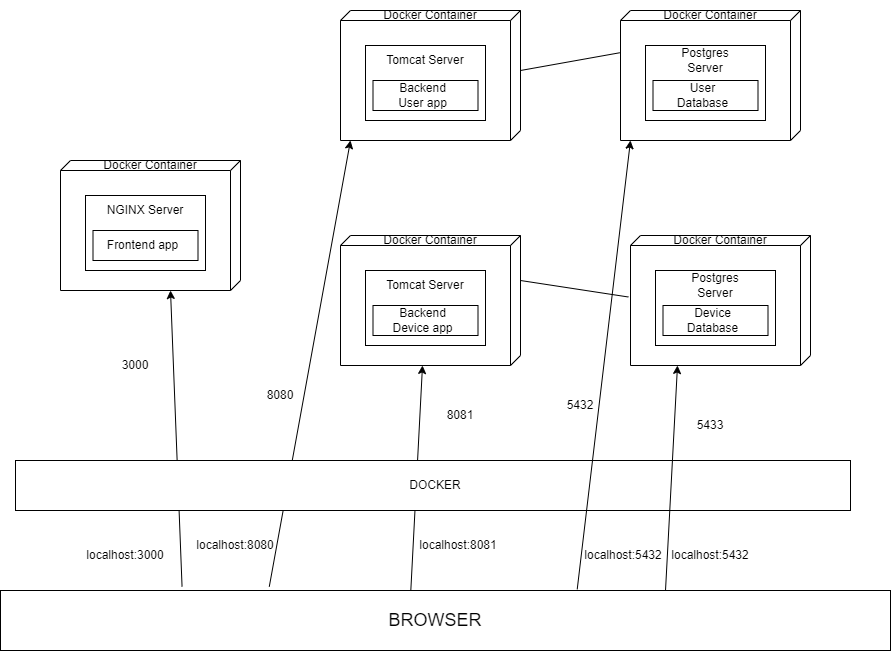 Docker Container
Tomcat Server
Backend
User app
Docker Container
Postgres
Server
User
Database
Docker Container
NGINX Server
Frontend app
Docker Container
Tomcat Server
Backend
Device app
Docker Container
Postgres
Server
Device
Database
3000
8080
8081
5432
5433
DOCKER
localhost:3000
localhost:8080
localhost:8081
localhost:5432
localhost:5432
BROWSER